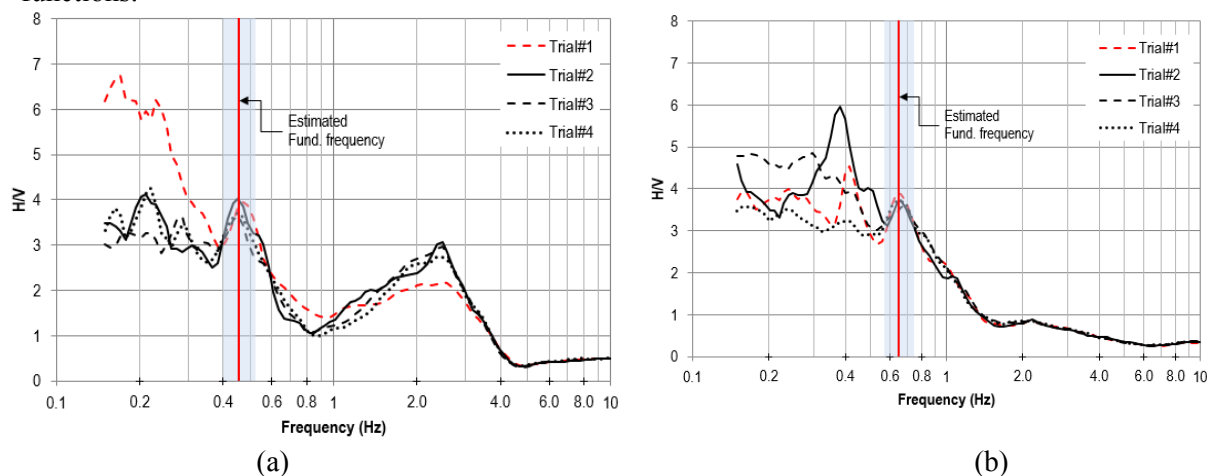 functions.
8
7
6
5
4
3
2
1
0
H/V
Trial#1
Trial#2
Trial#3
Trial#4
Estimated
Fund. frequency
0.1 0.2 0.4 0.6 0.8 1 2.0 4.0 6.0 8.0 10
Frequency (Hz)
(a)
8
7
6
5
4
3
2
1
0
H/V
Trial#1
Trial#2
Trial#3
Trial#4
Estimated
Fund. frequency
0.1 0.2 0.4 0.6 0.8 1 2.0 4.0 6.0 8.0 10
Frequency (Hz)
(b)